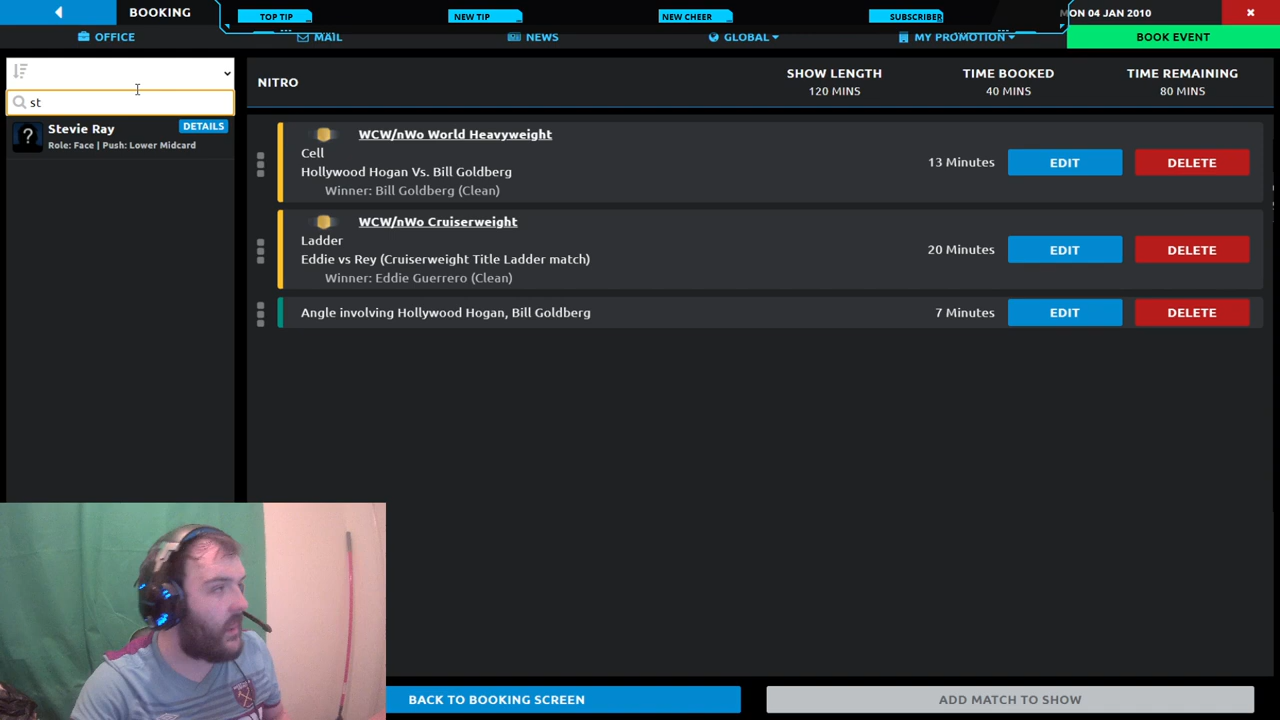 BOOKING
TOP TIP
NEW TIP
NEW CHEER
SUBSCRIBER
ON 04 JAN 2010
OFFICE
MAIL
NEWS
GLOBAL
MY PROMOTION
BOOK EVENT
st
Stevie Ray
DETAILS
Role: Face | Push: Lower Midcard
NITRO
SHOW LENGTH
120 MINS
TIME BOOKED
40 MINS
TIME REMAINING
80 MINS
WCW/nWo World Heavyweight
Cell
Hollywood Hogan Vs. Bill Goldberg
Winner: Bill Goldberg (Clean)
13 Minutes
EDIT
DELETE
WCW/nWo Cruiserweight
Ladder
Eddie vs Rey (Cruiserweight Title Ladder match)
Winner: Eddie Guerrero (Clean)
20 Minutes
EDIT
DELETE
Angle involving Hollywood Hogan, Bill Goldberg
7 Minutes
EDIT
DELETE
BACK TO BOOKING SCREEN
ADD MATCH TO SHOW